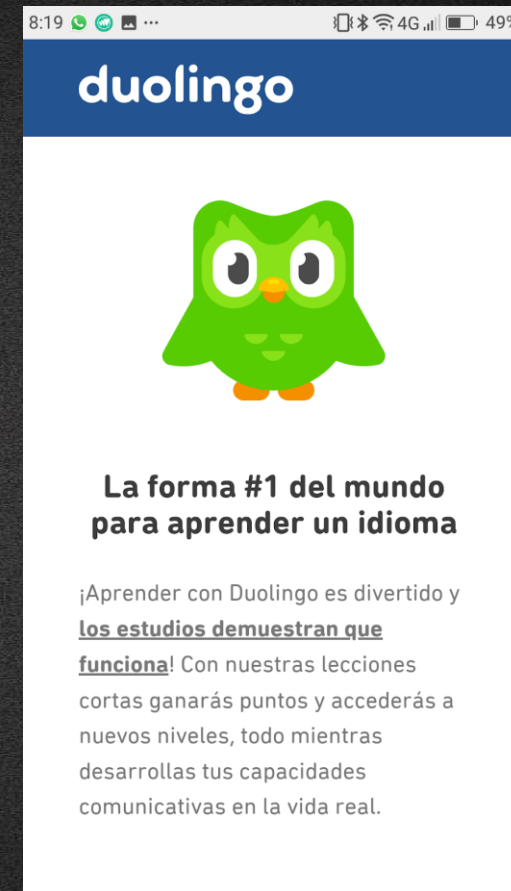 8:19 ... 4G 49%
duolingo
La forma #1 del mundo
para aprender un idioma
¡Aprender con Duolingo es divertido y
los estudios demuestran que
funciona! Con nuestras lecciones
cortas ganarás puntos y accederás a
nuevos niveles, todo mientras
desarrollas tus capacidades
comunicativas en la vida real.